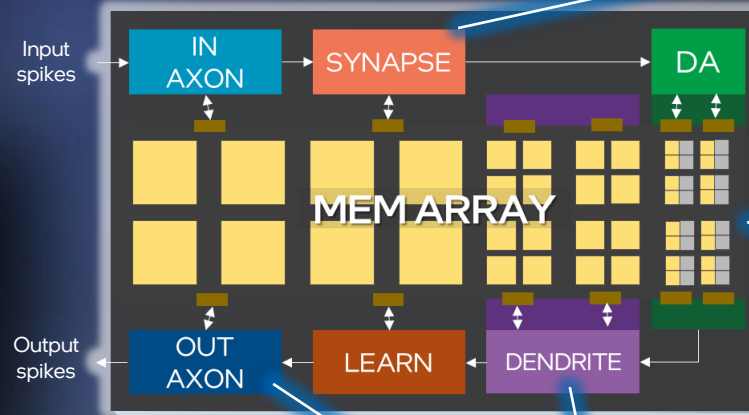 Input
spikes
IN
AXON
SYNAPSE
DA
MEM ARRAY
Output
spikes
OUT
AXON
LEARN
DENDRITE